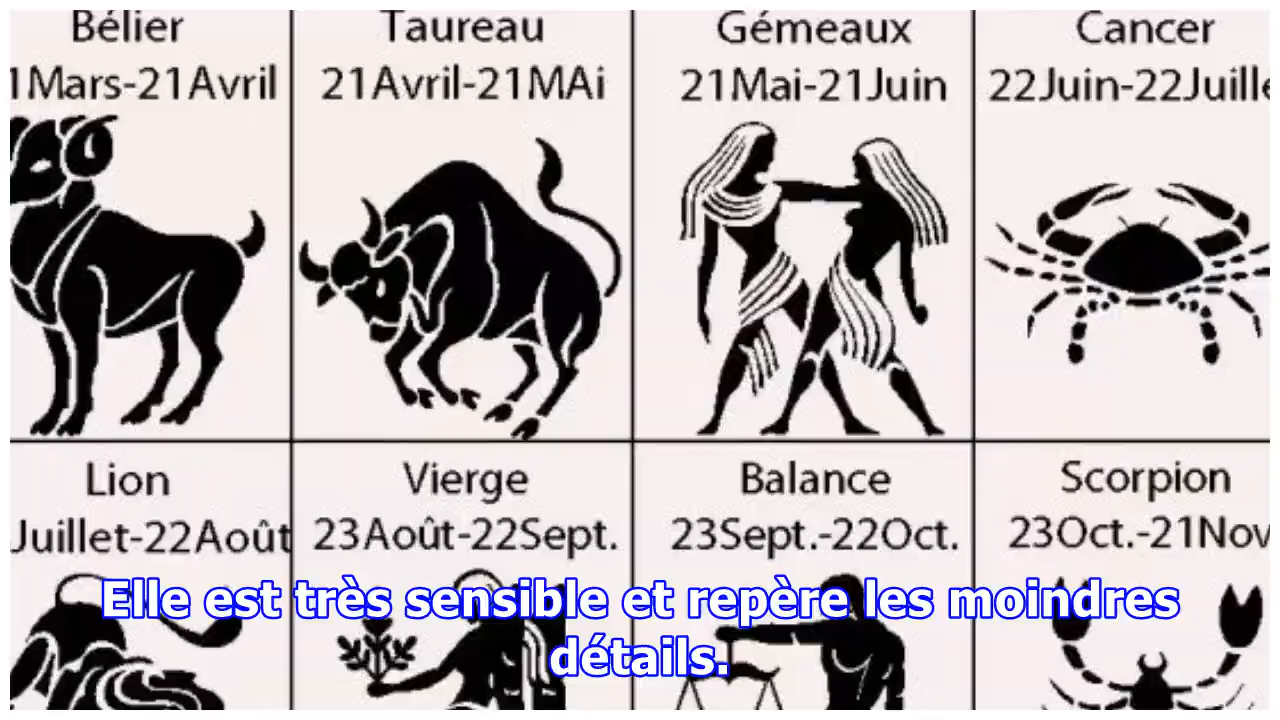 Bélier
Taureau
Gémeaux
Cancer
1Mars-21Avril
21Avril-21MAi
21Mai-21Juin
22Juin-22Juille
Lion
Vierge
Balance
Scorpion
Juillet-22Août
23Août-22Sept.
23Sept.-22Oct.
23Oct.-21Nov
Elle est très sensible et repère les moindres
détails.